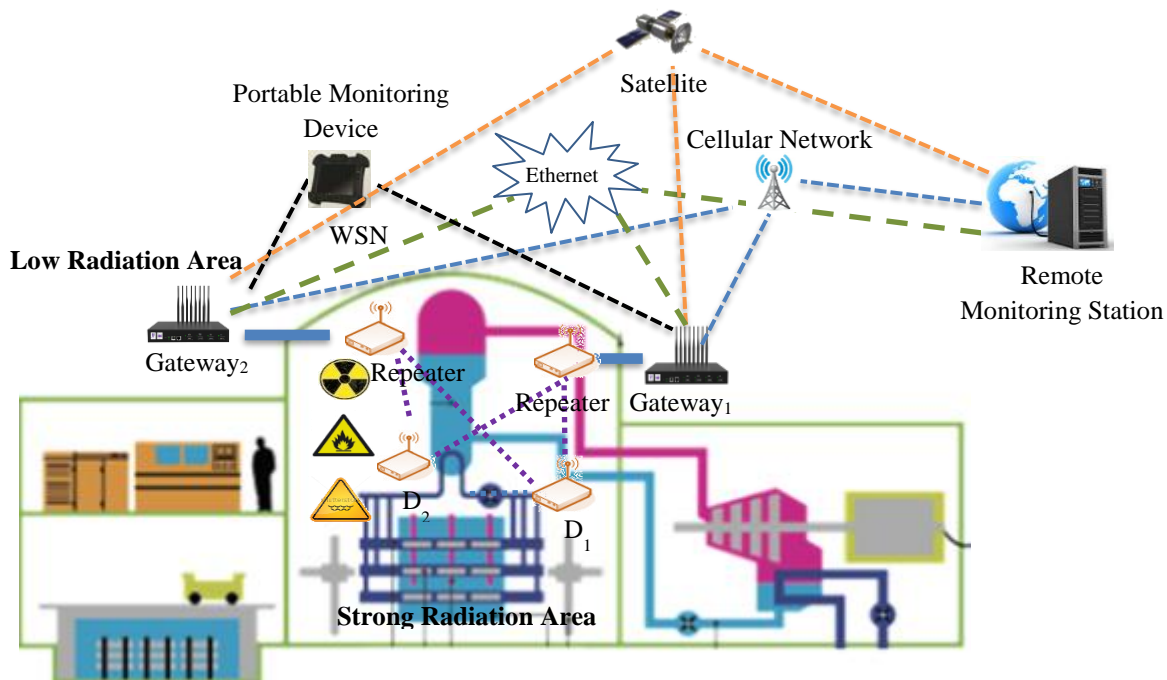 Satellite
Portable Monitoring
Device
Cellular Network
Ethernet
WSN
Low Radiation Area
Remote
Monitoring Station
Gateway2
Repeater
Repeater
Gateway1
D2
D1
Strong Radiation Area